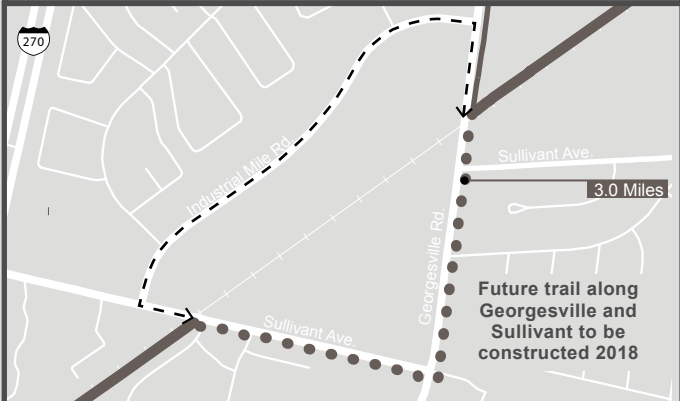 270
Industrial Mile Rd.
Sullivant Ave.
3.0 Miles
Georgesville Rd.
Future trail along
Georgesville and
Sullivant to be
constructed 2018
Sullivant Ave.